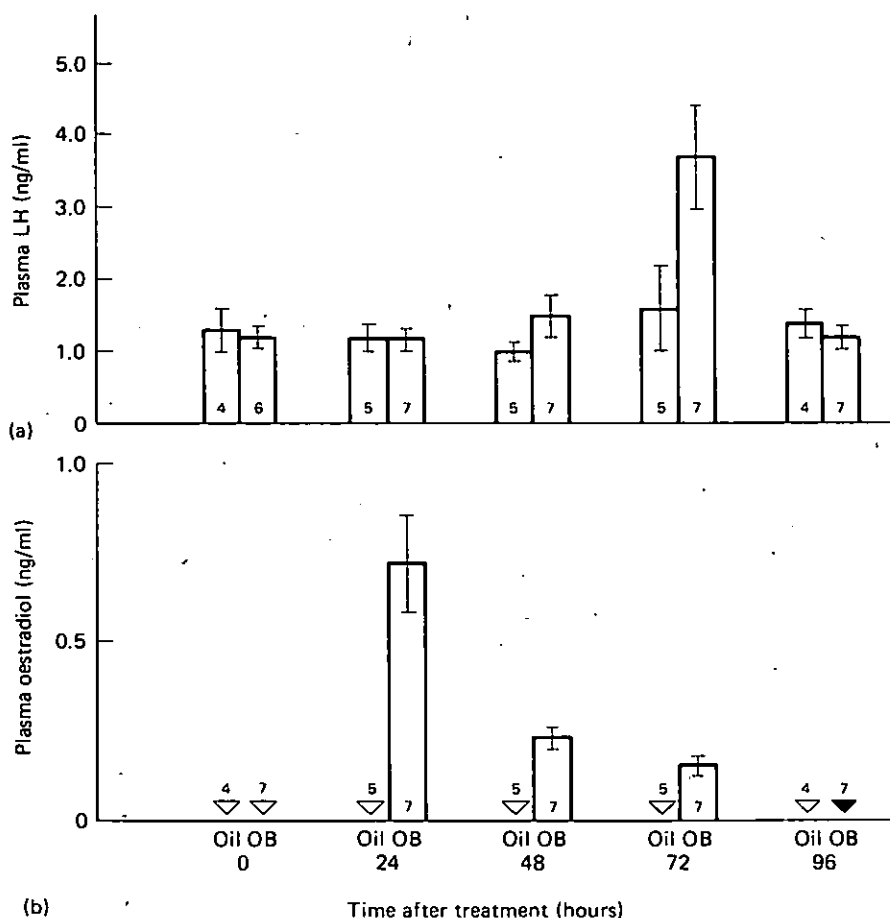 Plasma LH (ng/ml)
5.0
4.0
3.0
2.0
1.0
0
4 6 5 7 5 7 5 7 4 7
(a)
Plasma oestradiol (ng/ml)
1.0
0.5
0
4 7 5 7 5 7 5 7 4 7
Oil OB Oil OB Oil OB Oil OB Oil OB
0 24 48 72 96
(b) Time after treatment (hours)